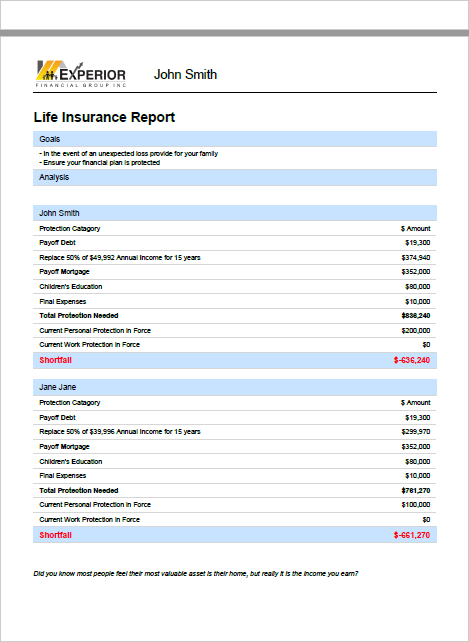 EXPERIOR
FINANCIAL GROUP INC
John Smith
Life Insurance Report
Goals
- In the event of an unexpected loss provide for your family
- Ensure your financial plan is protected
Analysis
John Smith
Protection Catagory $ Amount
Payoff Debt $19,300
Replace 50% of $49,992 Annual Income for 15 years $374,940
Payoff Mortgage $352,000
Children's Education $80,000
Final Expenses $10,000
Total Protection Needed $836,240
Current Personal Protection in Force $200,000
Current Work Protection in Force $0
Shortfall $-636,240
Jane Jane
Protection Catagory $ Amount
Payoff Debt $19,300
Replace 50% of $39,996 Annual Income for 15 years $299,970
Payoff Mortgage $352,000
Children's Education $80,000
Final Expenses $10,000
Total Protection Needed $761,270
Current Personal Protection in Force $100,000
Current Work Protection in Force $0
Shortfall $-661,270
Did you know most people feel their most valuable asset is their home, but really it is the income you earn?